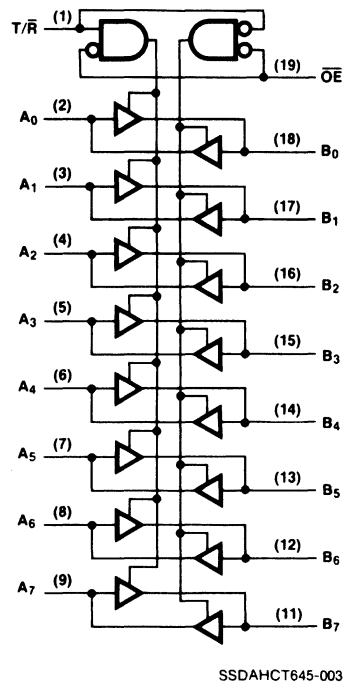 T/R̅ (1)
(19) O̅E̅
A0 (2)
(18) B0
A1 (3)
(17) B1
A2 (4)
(16) B2
A3 (5)
(15) B3
A4 (6)
(14) B4
A5 (7)
(13) B5
A6 (8)
(12) B6
A7 (9)
(11) B7
SSDAHCT645-003